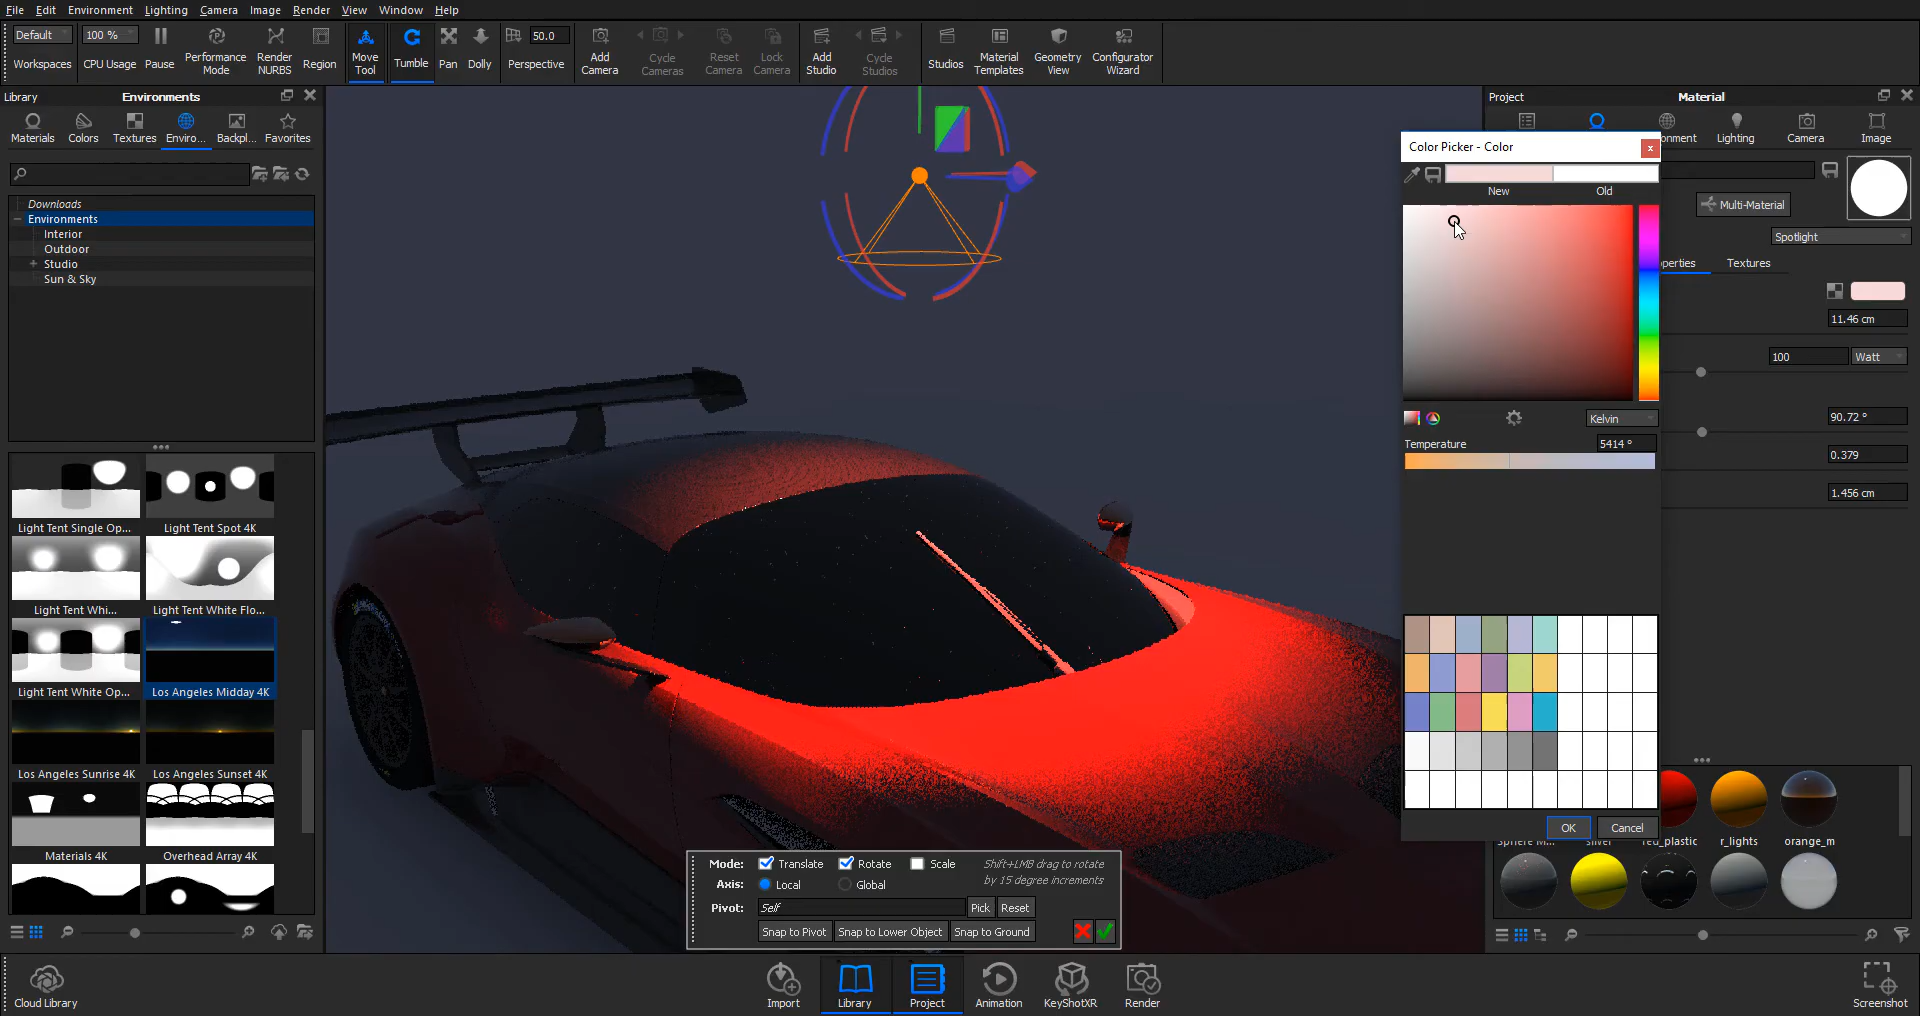 File Edit Environment Lighting Camera Image Render View Window Help
Default 100 % 50.0
Workspaces CPU Usage Pause Performance Mode Render NURBS Region Move Tool Tumble Pan Dolly Perspective Add Camera Cycle Cameras Reset Camera Lock Camera Add Studio Cycle Studios Studios Material Templates Geometry View Configurator Wizard
Library Environments
Materials Colors Textures Enviro... Backpl... Favorites
Downloads
Environments
Interior
Outdoor
Studio
Sun & Sky
Light Tent Single Op... Light Tent Spot 4K
Light Tent Whi... Light Tent White Flo...
Light Tent White Op... Los Angeles Midday 4K
Los Angeles Sunrise 4K Los Angeles Sunset 4K
Materials 4K Overhead Array 4K
Mode: Translate Rotate Scale Shift+LMB drag to rotate
by 15 degree increments
Axis: Local Global
Pivot: Self Pick Reset
Snap to Pivot Snap to Lower Object Snap to Ground
Project Material
onment Lighting Camera Image
Color Picker - Color x
New Old
Multi-Material
Spotlight
perties Textures
11.46 cm
100 Watt
90.72 °
0.379
1.456 cm
Kelvin
Temperature 5414 °
OK Cancel
Sphere M... silver red_plastic r_lights orange_m
Cloud Library Import Library Project Animation KeyShotXR Render Screenshot